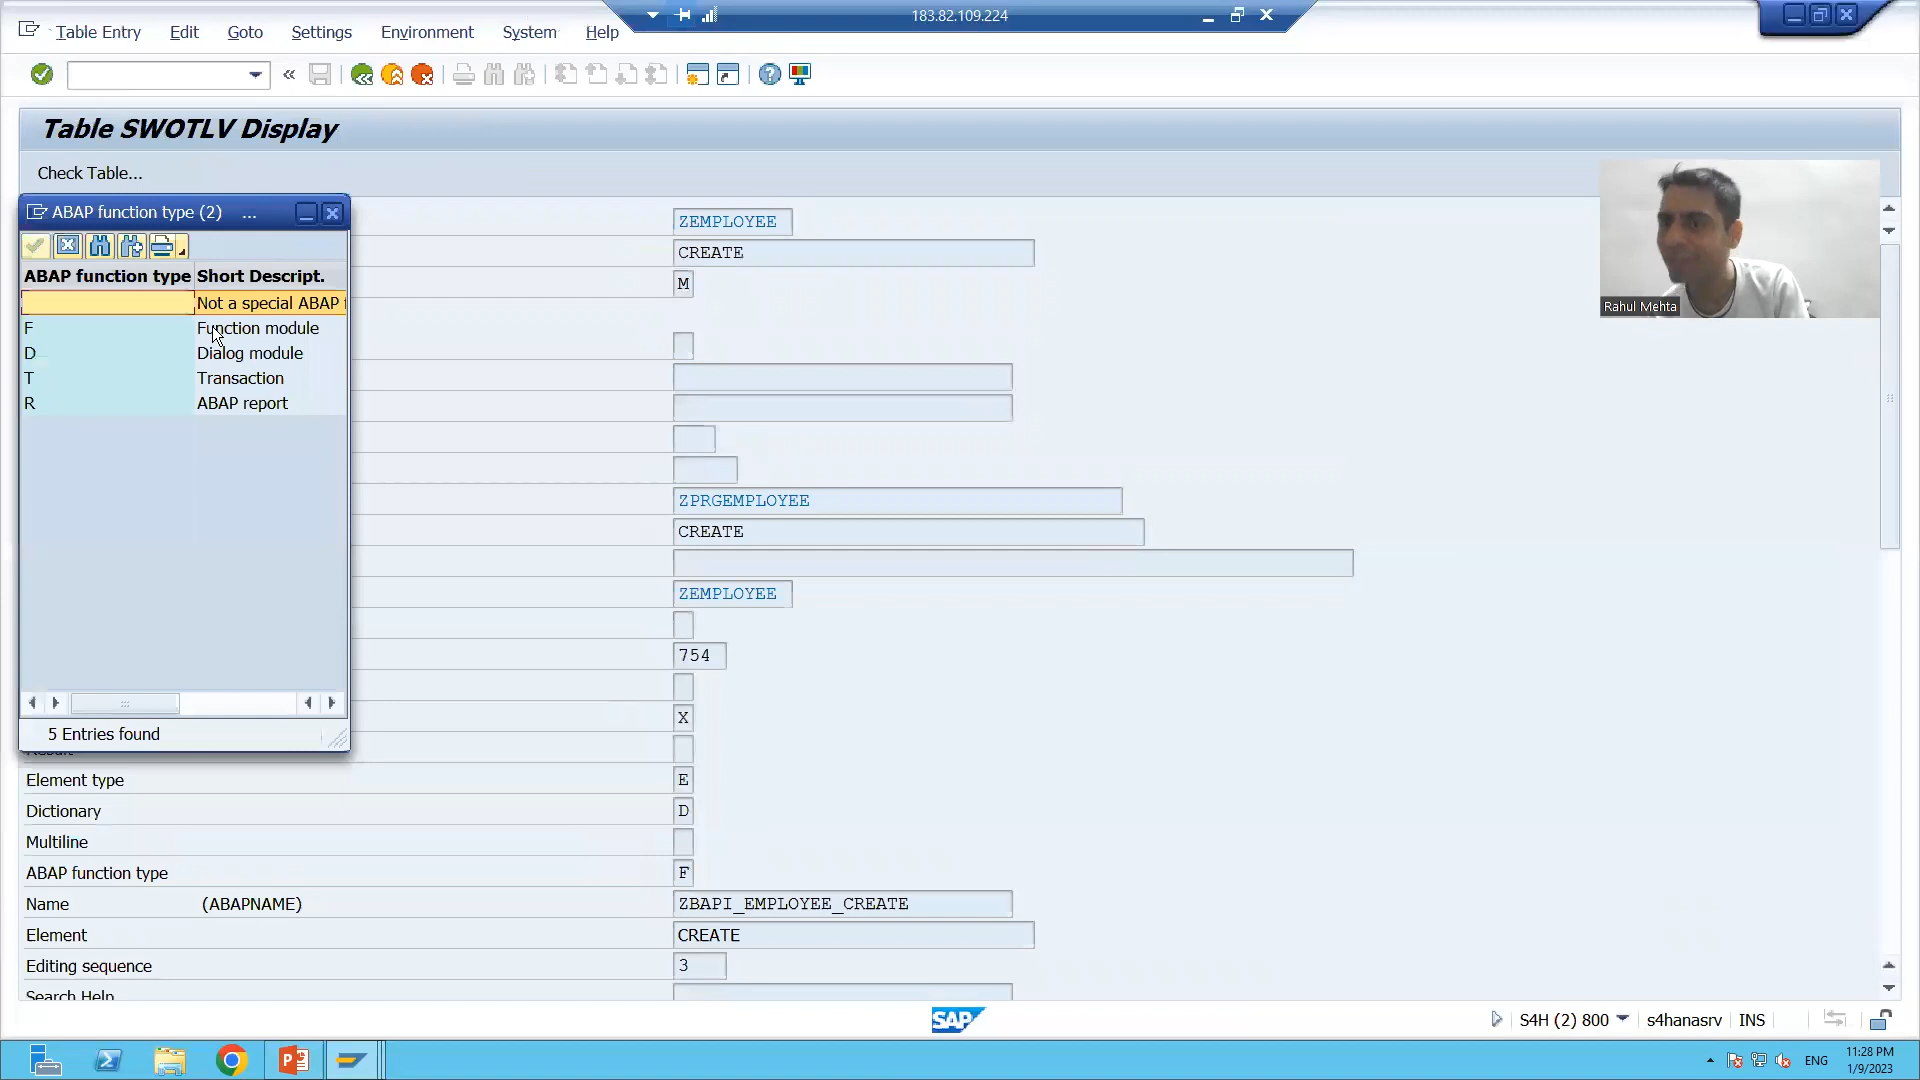 183.82.109.224
Table Entry Edit Goto Settings Environment System Help
Table SWOTLV Display
Check Table...
ABAP function type (2) ...
ABAP function type Short Descript.
Not a special ABAP
F Function module
D Dialog module
T Transaction
R ABAP report
5 Entries found
ZEMPLOYEE
CREATE
M
ZPRGEMPLOYEE
CREATE
ZEMPLOYEE
754
X
Element type E
Dictionary D
Multiline
ABAP function type F
Name (ABAPNAME) ZBAPI_EMPLOYEE_CREATE
Element CREATE
Editing sequence 3
Search Help
Rahul Mehta
SAP
S4H (2) 800 s4hanasrv INS
ENG
11:28 PM
1/9/2023